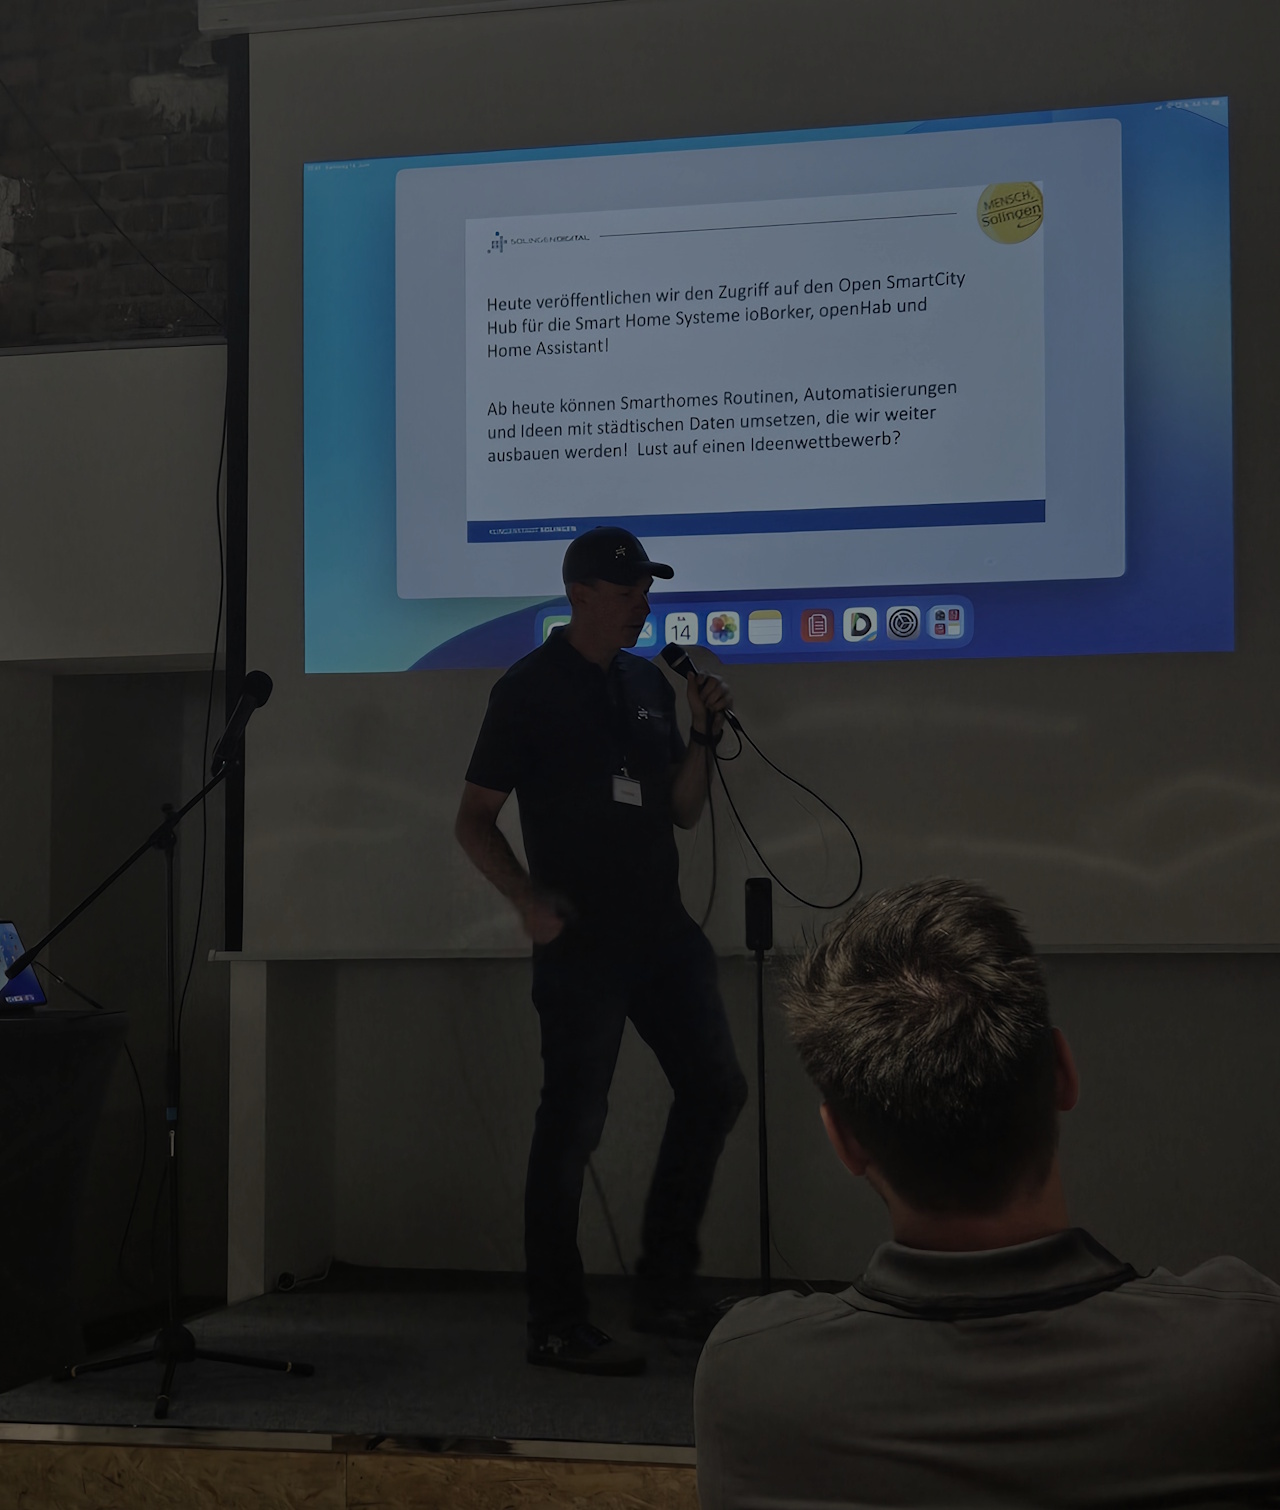 MENSCH,
Solingen
SOLINGENDIGITAL
Heute veröffentlichen wir den Zugriff auf den Open SmartCity
Hub für die Smart Home Systeme ioBorker, openHab und
Home Assistant!
Ab heute können Smarthomes Routinen, Automatisierungen
und Ideen mit städtischen Daten umsetzen, die wir weiter
ausbauen werden! Lust auf einen Ideenwettbewerb?
KLINGENSTADT SOLINGEN
14